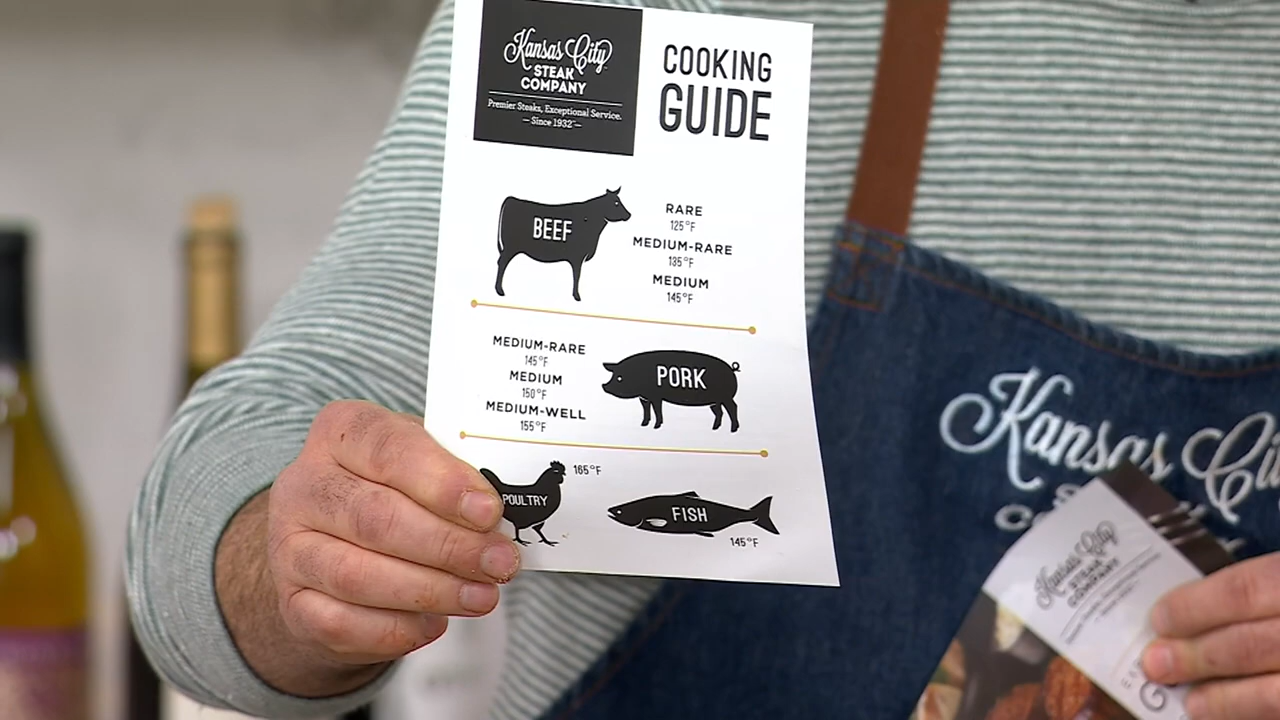 Kansas City
STEAK
COMPANY
Premier Steaks, Exceptional Service.
— Since 1932 —
COOKING
GUIDE
BEEF
RARE
125°F
MEDIUM-RARE
135°F
MEDIUM
145°F
MEDIUM-RARE
145°F
MEDIUM
150°F
MEDIUM-WELL
155°F
PORK
165°F
POULTRY
FISH
145°F
Kansas Ci
Kansas City
STEAK
COMPANY